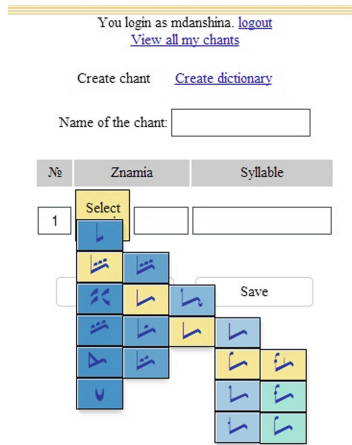 You login as mdanshina. logout
View all my chants
Create chant Create dictionary
Name of the chant:
№ Znamia Syllable
1 Select
Save